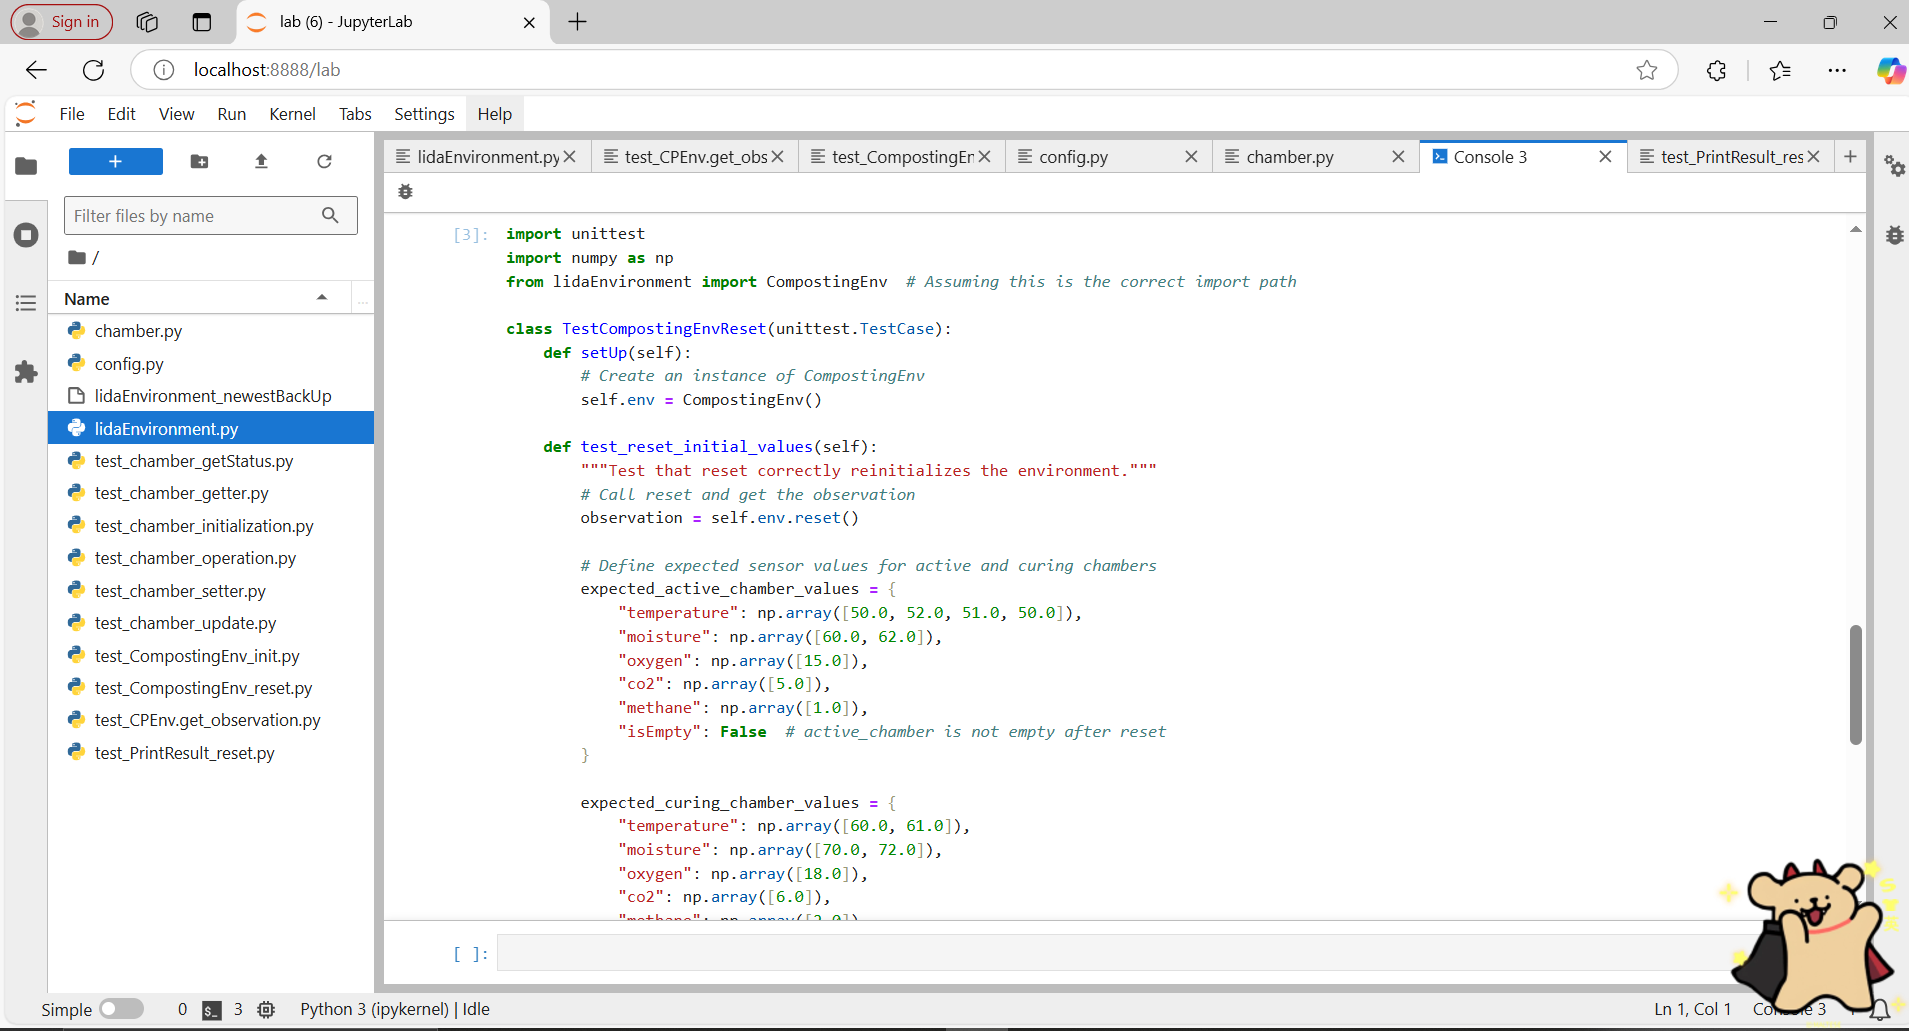 Sign in
lab (6) - JupyterLab
localhost:8888/lab
File Edit View Run Kernel Tabs Settings Help
+
Filter files by name
/
Name
...
chamber.py
config.py
lidaEnvironment_newestBackUp
lidaEnvironment.py
test_chamber_getStatus.py
test_chamber_getter.py
test_chamber_initialization.py
test_chamber_operation.py
test_chamber_setter.py
test_chamber_update.py
test_CompostingEnv_init.py
test_CompostingEnv_reset.py
test_CPEnv.get_observation.py
test_PrintResult_reset.py
lidaEnvironment.py test_CPEnv.get_obs test_CompostingEn config.py chamber.py Console 3 test_PrintResult_res
[3]: import unittest
import numpy as np
from lidaEnvironment import CompostingEnv # Assuming this is the correct import path
class TestCompostingEnvReset(unittest.TestCase):
def setUp(self):
# Create an instance of CompostingEnv
self.env = CompostingEnv()
def test_reset_initial_values(self):
"""Test that reset correctly reinitializes the environment."""
# Call reset and get the observation
observation = self.env.reset()
# Define expected sensor values for active and curing chambers
expected_active_chamber_values = {
"temperature": np.array([50.0, 52.0, 51.0, 50.0]),
"moisture": np.array([60.0, 62.0]),
"oxygen": np.array([15.0]),
"co2": np.array([5.0]),
"methane": np.array([1.0]),
"isEmpty": False # active_chamber is not empty after reset
}
expected_curing_chamber_values = {
"temperature": np.array([60.0, 61.0]),
"moisture": np.array([70.0, 72.0]),
"oxygen": np.array([18.0]),
"co2": np.array([6.0]),
"methane": np.array([2.0])
[ ]:
Simple 0 3 Python 3 (ipykernel) | Idle Ln 1, Col 1